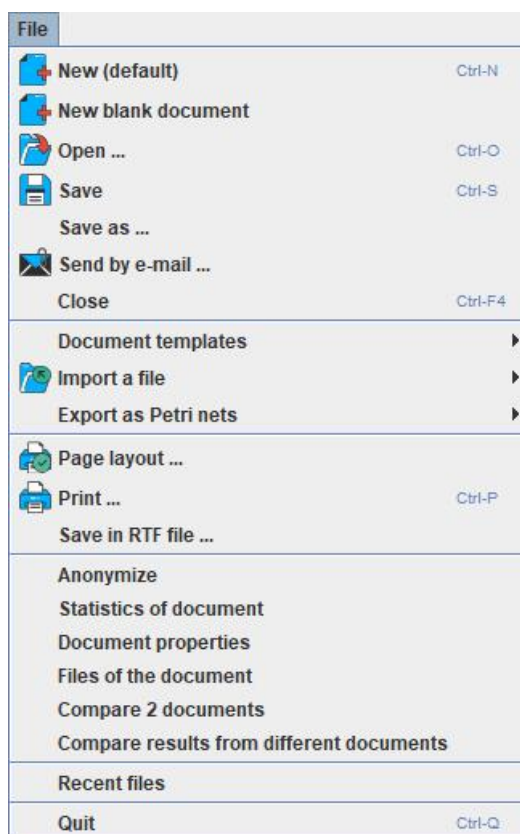 File
New (default) Ctrl-N
New blank document
Open ... Ctrl-O
Save Ctrl-S
Save as ...
Send by e-mail ...
Close Ctrl-F4
Document templates
Import a file
Export as Petri nets
Page layout ...
Print ... Ctrl-P
Save in RTF file ...
Anonymize
Statistics of document
Document properties
Files of the document
Compare 2 documents
Compare results from different documents
Recent files
Quit Ctrl-Q